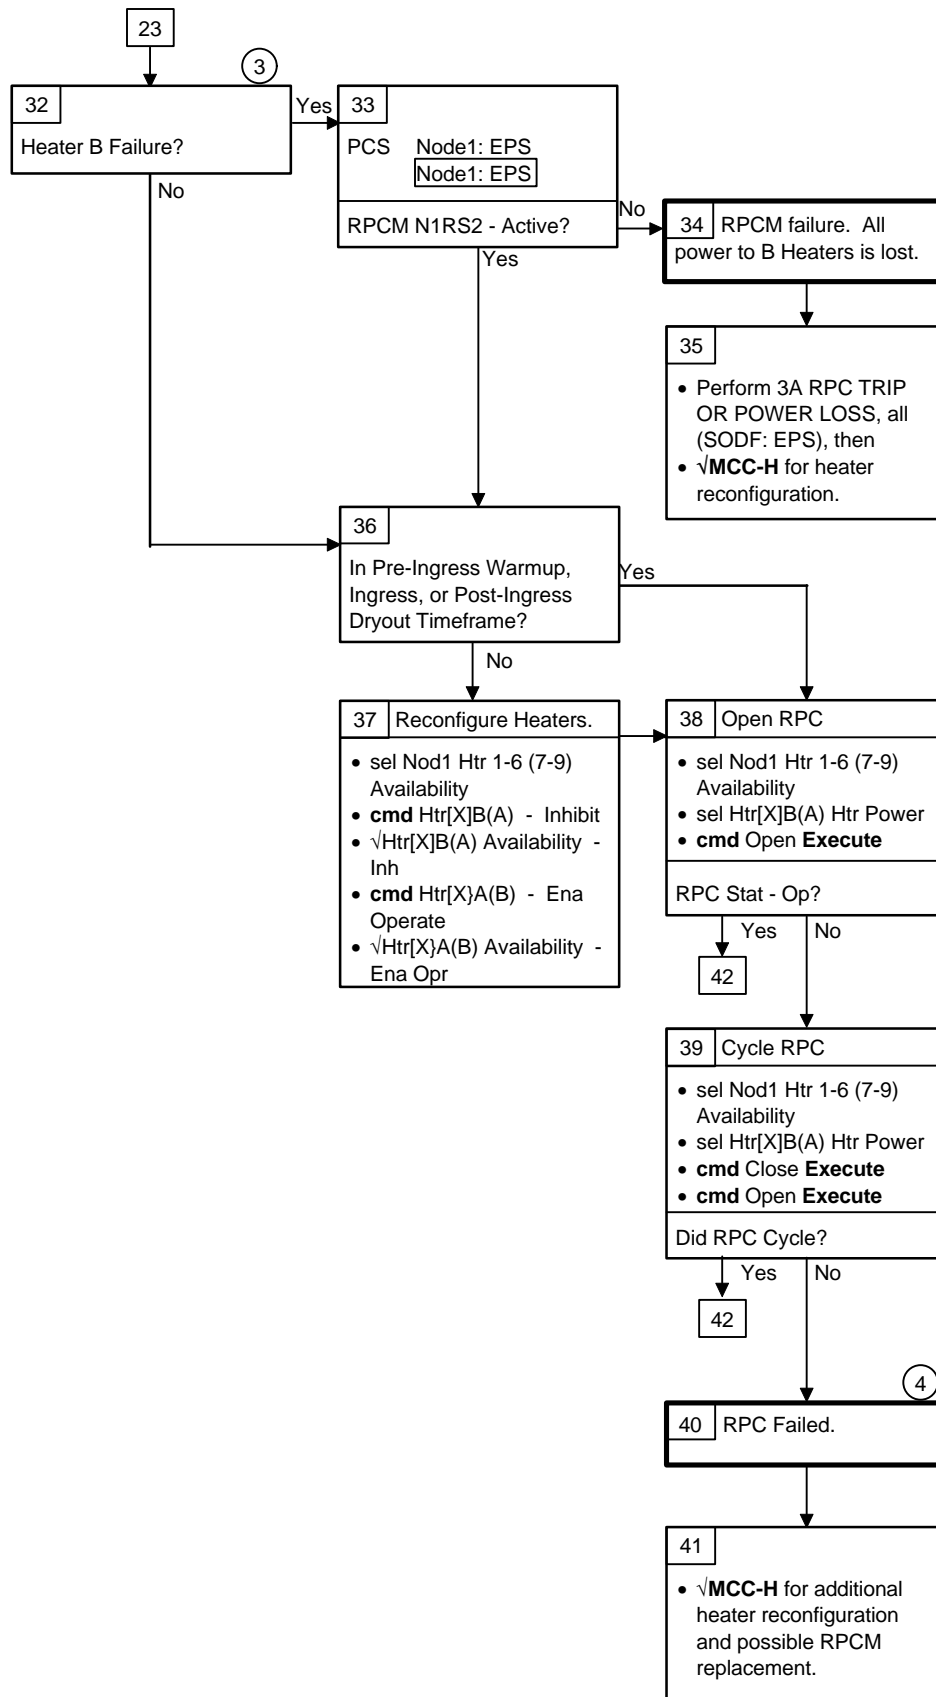 23
3
32
Heater B Failure?
Yes
No
33
PCS Node1: EPS
Node1: EPS
RPCM N1RS2 - Active?
No
Yes
34 RPCM failure. All
power to B Heaters is lost.
35
• Perform 3A RPC TRIP
OR POWER LOSS, all
(SODF: EPS), then
• √MCC-H for heater
reconfiguration.
36
In Pre-Ingress Warmup,
Ingress, or Post-Ingress
Dryout Timeframe?
Yes
No
37 Reconfigure Heaters.
• sel Nod1 Htr 1-6 (7-9)
Availability
• cmd Htr[X]B(A) - Inhibit
• √Htr[X]B(A) Availability -
Inh
• cmd Htr[X}A(B) - Ena
Operate
• √Htr[X}A(B) Availability -
Ena Opr
38 Open RPC
• sel Nod1 Htr 1-6 (7-9)
Availability
• sel Htr[X]B(A) Htr Power
• cmd Open Execute
RPC Stat - Op?
Yes No
42
39 Cycle RPC
• sel Nod1 Htr 1-6 (7-9)
Availability
• sel Htr[X]B(A) Htr Power
• cmd Close Execute
• cmd Open Execute
Did RPC Cycle?
Yes No
42
4
40 RPC Failed.
41
• √MCC-H for additional
heater reconfiguration
and possible RPCM
replacement.